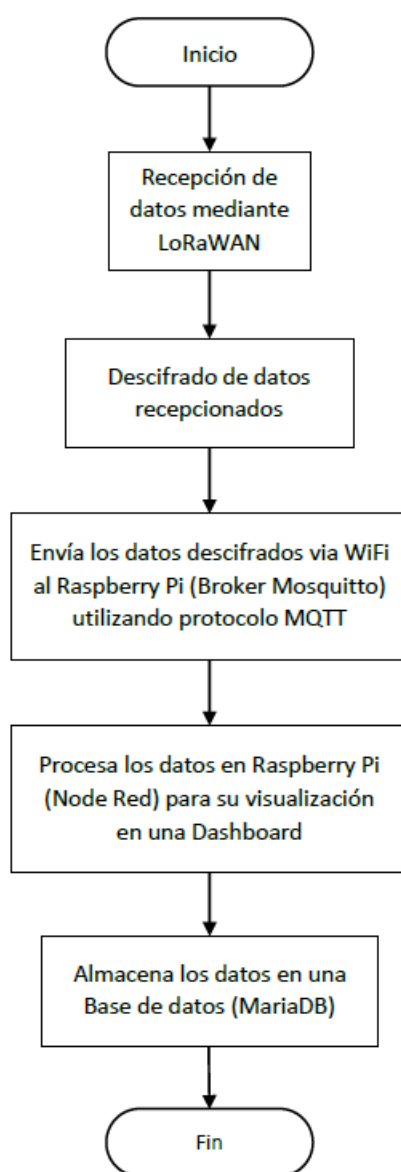 Inicio
Recepción de
datos mediante
LoRaWAN
Descifrado de datos
recepcionados
Envía los datos descifrados via WiFi
al Raspberry Pi (Broker Mosquitto)
utilizando protocolo MQTT
Procesa los datos en Raspberry Pi
(Node Red) para su visualización
en una Dashboard
Almacena los datos en una
Base de datos (MariaDB)
Fin